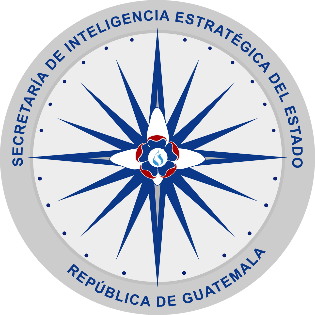 SECRETARÍA DE INTELIGENCIA ESTRATÉGICA DEL ESTADO
REPÚBLICA DE GUATEMALA